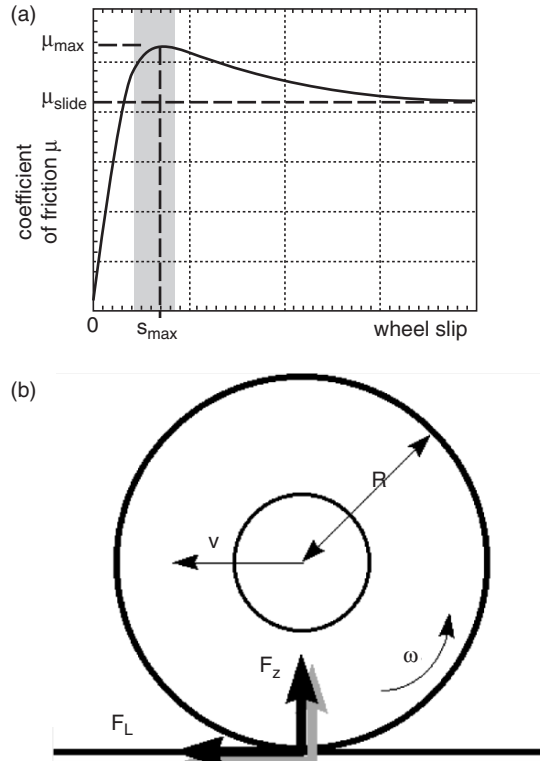 (a)
μmax
μslide
coefficient
of friction μ
0
smax
wheel slip
(b)
R
v
ω
Fz
FL